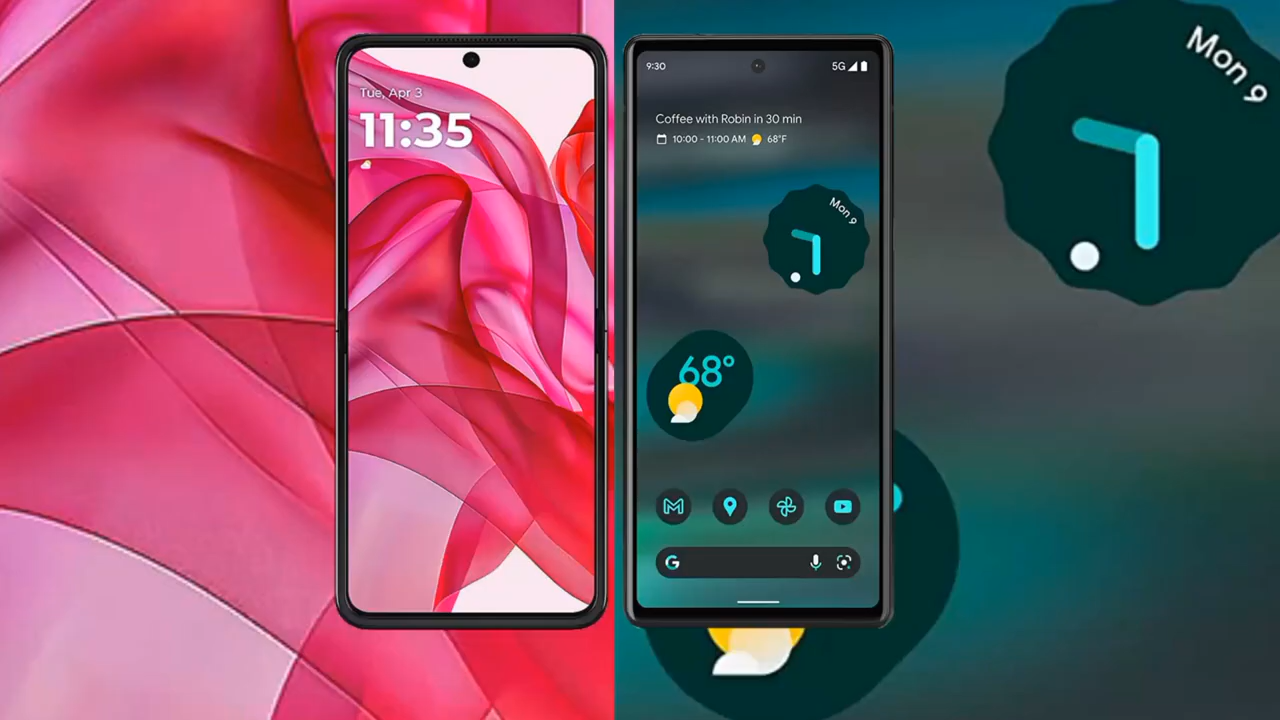 Tue, Apr 3
11:35
9:30
5G
Coffee with Robin in 30 min
10:00 - 11:00 AM 68°F
Mon 9
68°
G
Mon 9